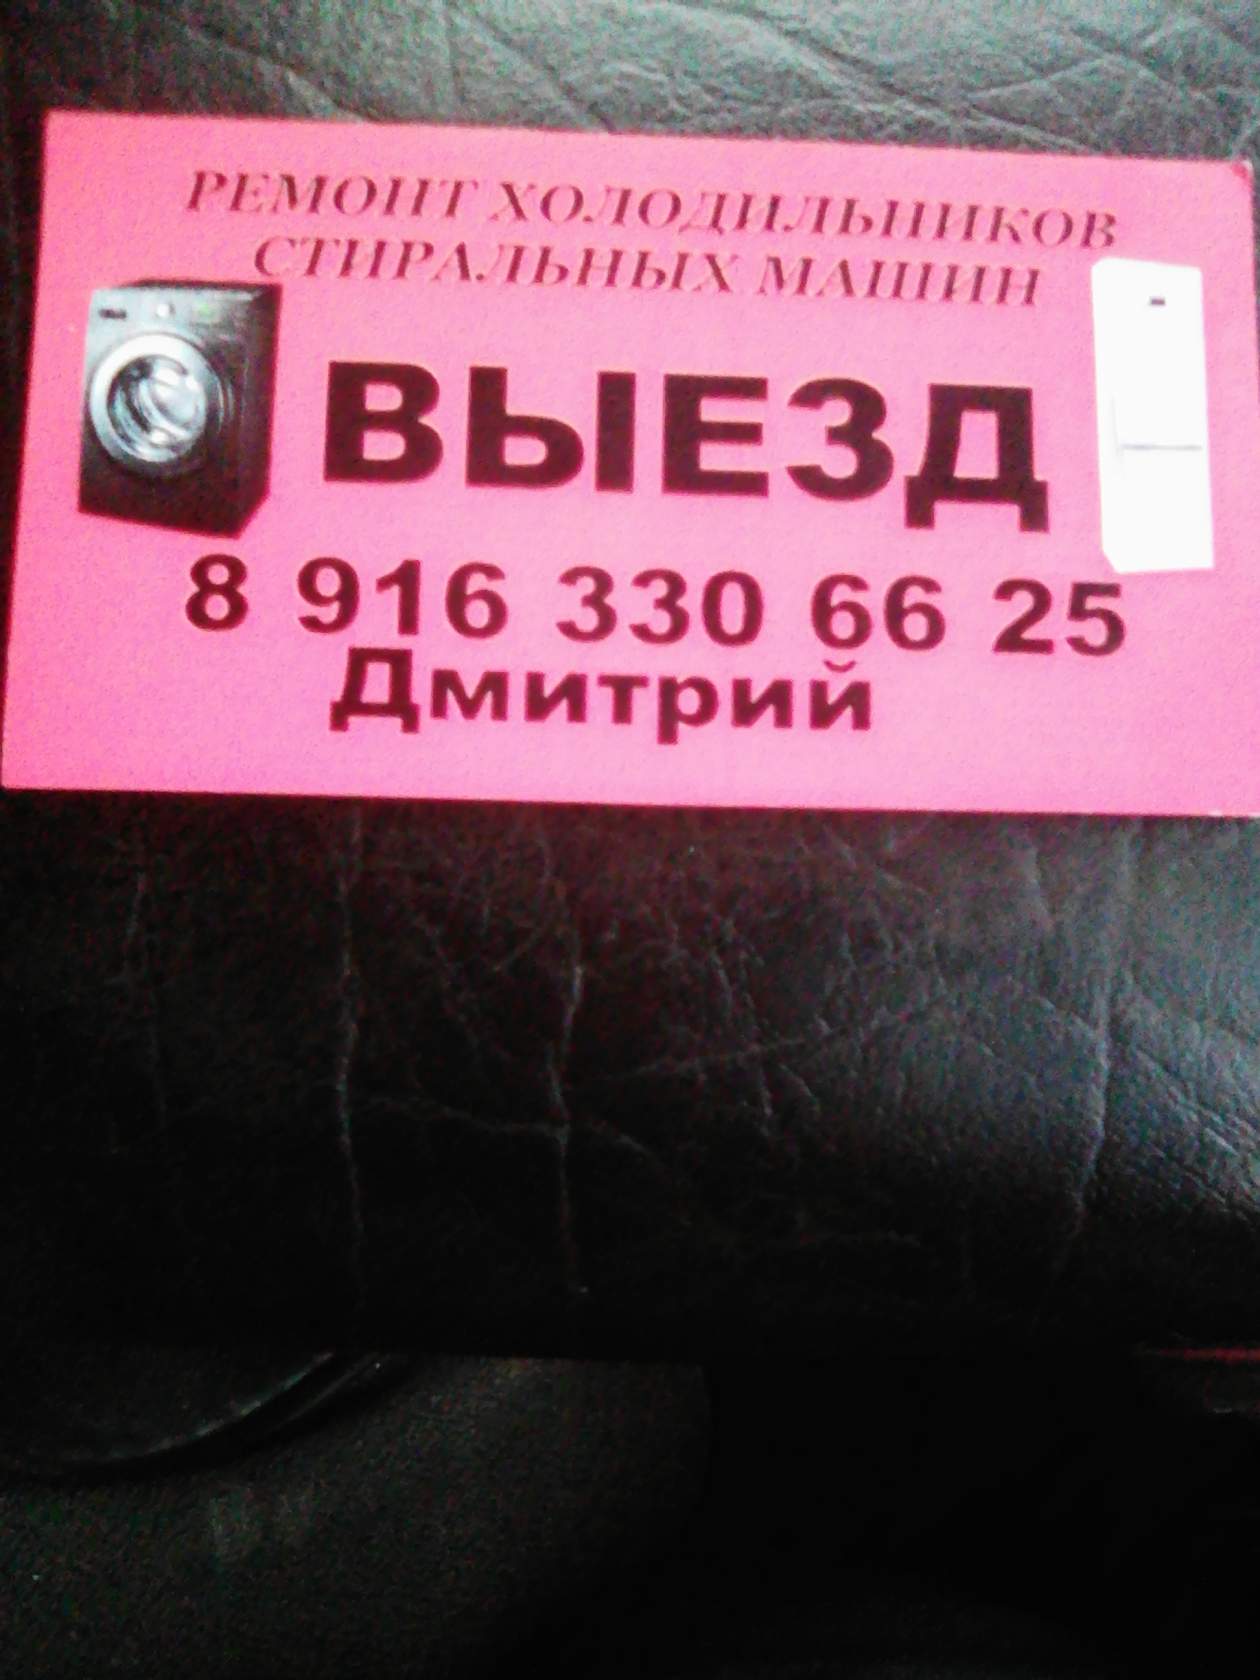 РЕМОНТ ХОЛОДИЛЬНИКОВ
СТИРАЛЬНЫХ МАШИН
ВЫЕЗД
8 916 330 66 25
Дмитрий